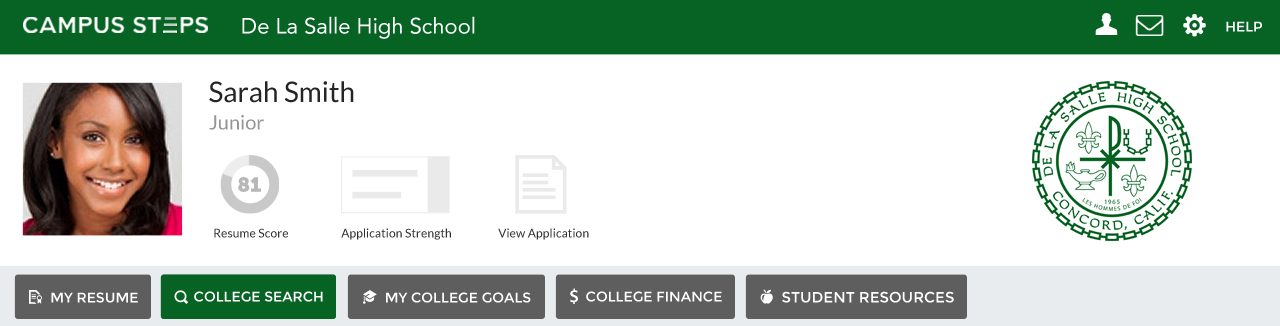 CAMPUS STEPS
De La Salle High School
HELP
Sarah Smith
Junior
81
Resume Score
Application Strength
View Application
DE LA SALLE HIGH SCHOOL
CONCORD, CALIF.
1965
LES HOMMES DE FOI
MY RESUME
COLLEGE SEARCH
MY COLLEGE GOALS
$ COLLEGE FINANCE
STUDENT RESOURCES